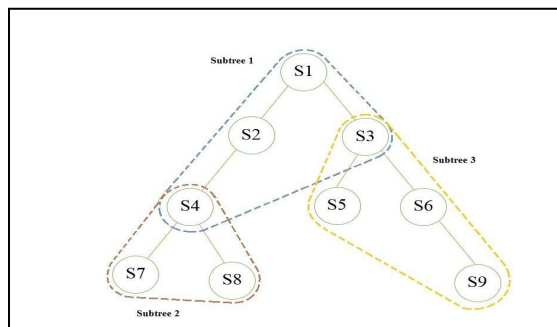 Subtree 1
S1
S2
S3
Subtree 3
S4
S5
S6
S7
S8
S9
Subtree 2